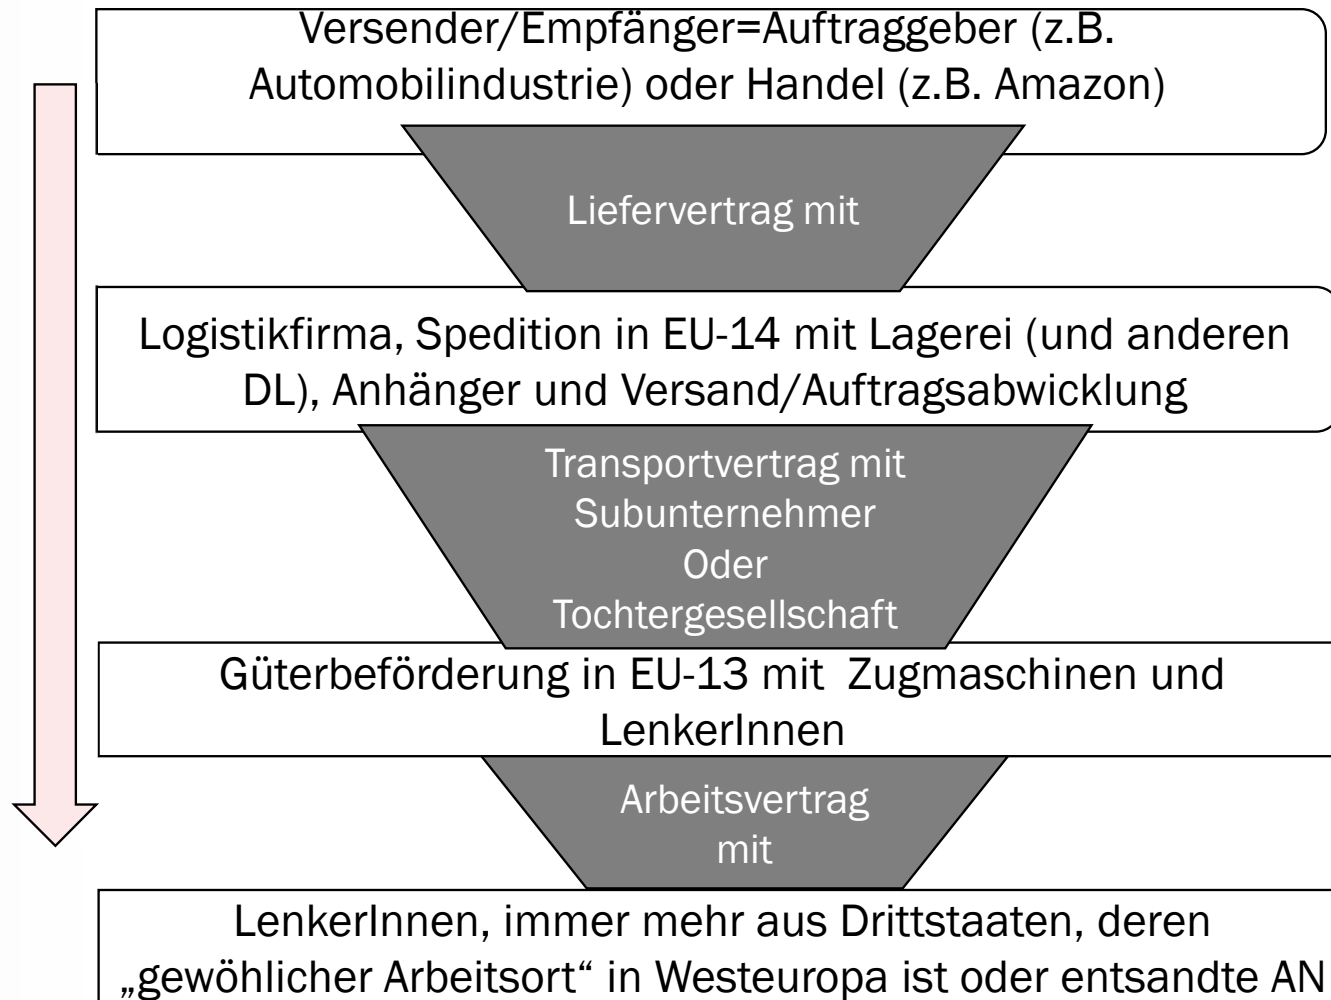 Versender/Empfänger=Auftraggeber (z.B.
Automobilindustrie) oder Handel (z.B. Amazon)
Liefervertrag mit
Logistikfirma, Spedition in EU-14 mit Lagerei (und anderen
DL), Anhänger und Versand/Auftragsabwicklung
Transportvertrag mit
Subunternehmer
Oder
Tochtergesellschaft
Güterbeförderung in EU-13 mit  Zugmaschinen und
LenkerInnen
Arbeitsvertrag
mit
LenkerInnen, immer mehr aus Drittstaaten, deren
„gewöhlicher Arbeitsort“ in Westeuropa ist oder entsandte AN